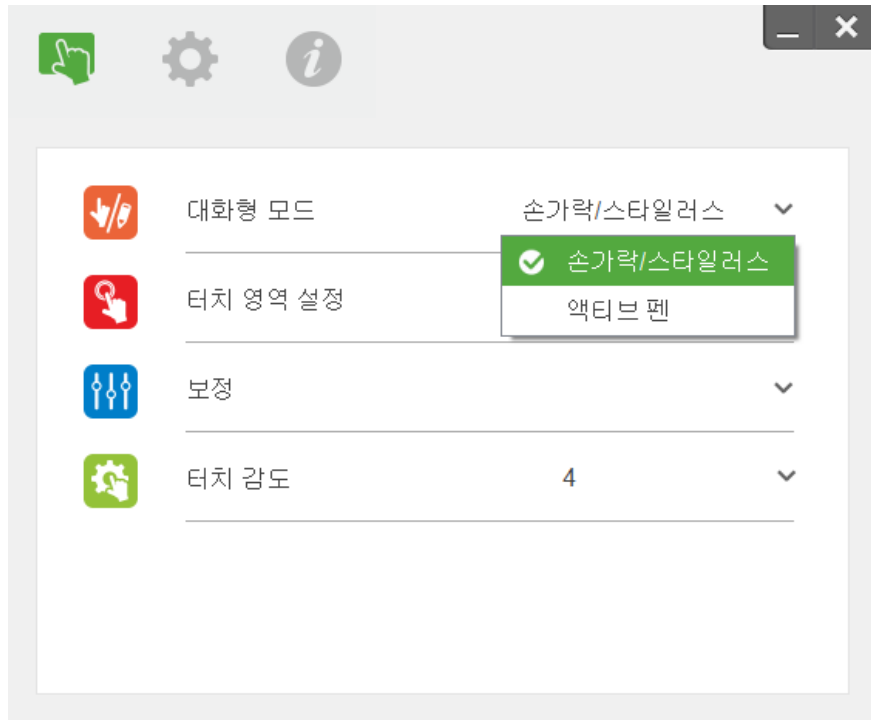 대화형 모드 손가락/스타일러스
손가락/스타일러스
터치 영역 설정
액티브 펜
보정
터치 감도 4